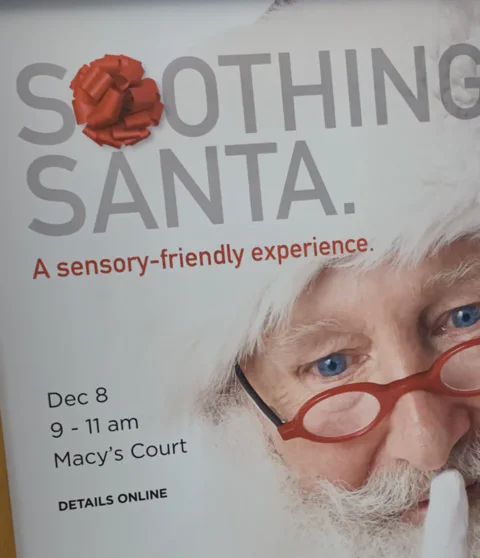 SOOTHING
SANTA.
A sensory-friendly experience.
Dec 8
9 - 11 am
Macy's Court
DETAILS ONLINE